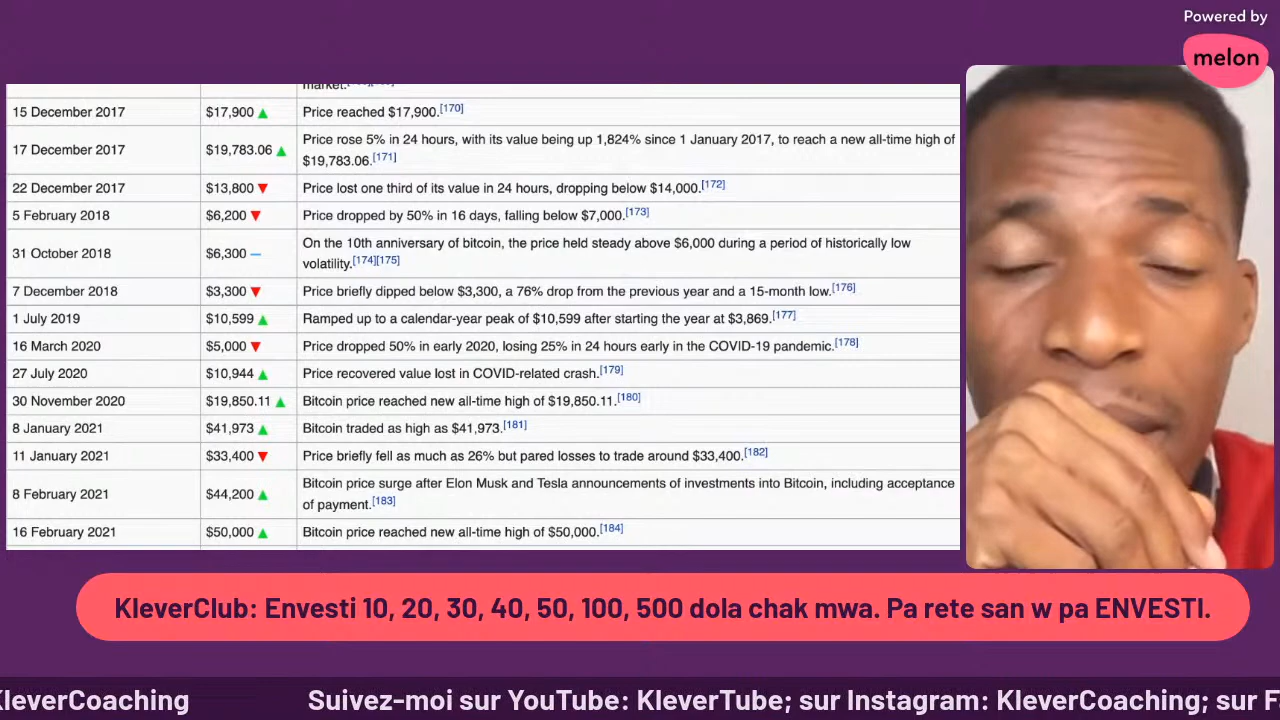 Powered by
melon
market.
15 December 2017 $17,900 ▲ Price reached $17,900.[170]
17 December 2017 $19,783.06 ▲ Price rose 5% in 24 hours, with its value being up 1,824% since 1 January 2017, to reach a new all-time high of
$19,783.06.[171]
22 December 2017 $13,800 ▼ Price lost one third of its value in 24 hours, dropping below $14,000.[172]
5 February 2018 $6,200 ▼ Price dropped by 50% in 16 days, falling below $7,000.[173]
31 October 2018 $6,300 – On the 10th anniversary of bitcoin, the price held steady above $6,000 during a period of historically low
volatility.[174][175]
7 December 2018 $3,300 ▼ Price briefly dipped below $3,300, a 76% drop from the previous year and a 15-month low.[176]
1 July 2019 $10,599 ▲ Ramped up to a calendar-year peak of $10,599 after starting the year at $3,869.[177]
16 March 2020 $5,000 ▼ Price dropped 50% in early 2020, losing 25% in 24 hours early in the COVID-19 pandemic.[178]
27 July 2020 $10,944 ▲ Price recovered value lost in COVID-related crash.[179]
30 November 2020 $19,850.11 ▲ Bitcoin price reached new all-time high of $19,850.11.[180]
8 January 2021 $41,973 ▲ Bitcoin traded as high as $41,973.[181]
11 January 2021 $33,400 ▼ Price briefly fell as much as 26% but pared losses to trade around $33,400.[182]
8 February 2021 $44,200 ▲ Bitcoin price surge after Elon Musk and Tesla announcements of investments into Bitcoin, including acceptance
of payment.[183]
16 February 2021 $50,000 ▲ Bitcoin price reached new all-time high of $50,000.[184]
KleverClub: Envesti 10, 20, 30, 40, 50, 100, 500 dola chak mwa. Pa rete san w pa ENVESTI.
KleverCoaching Suivez-moi sur YouTube: KleverTube; sur Instagram: KleverCoaching; sur F